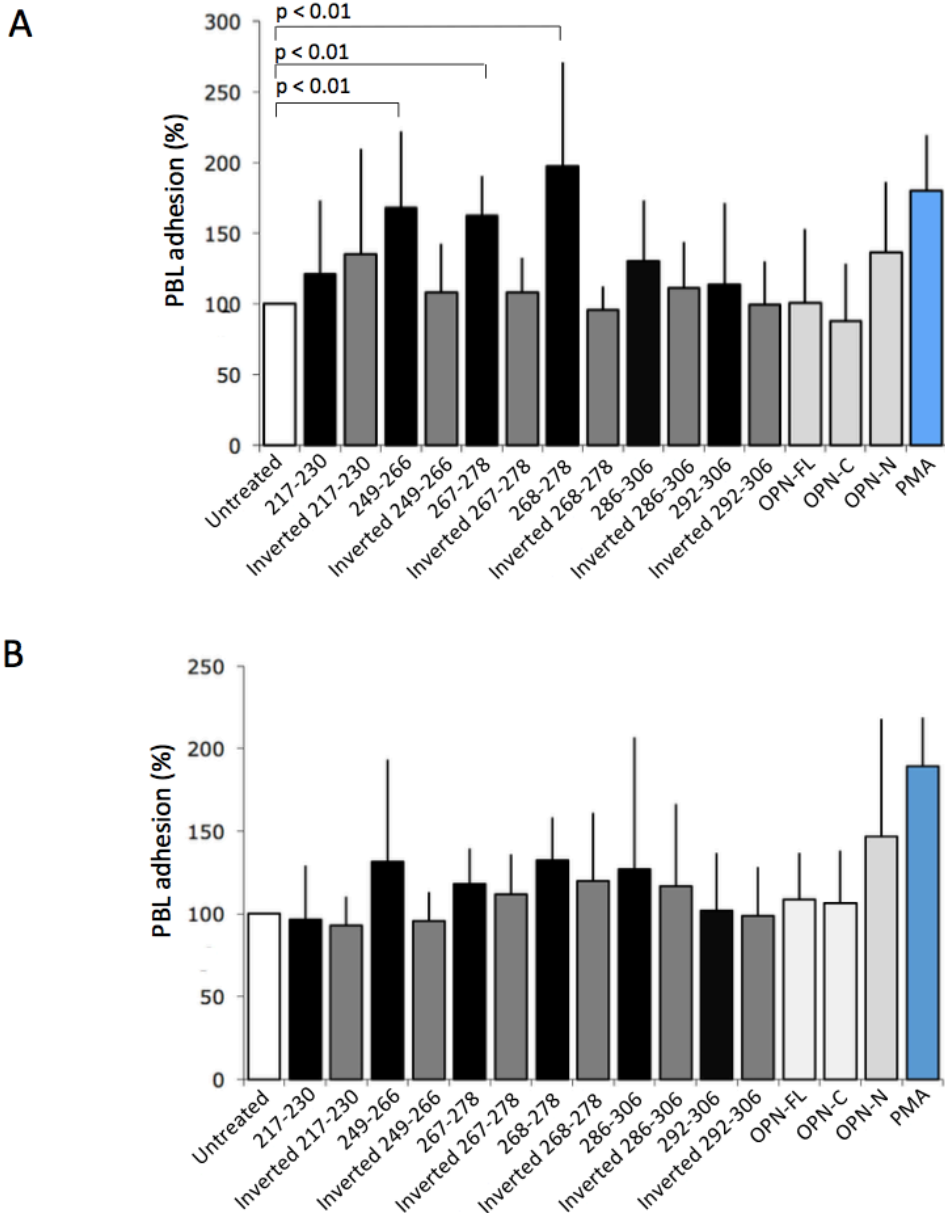 A
PBL adhesion (%)
300
250
200
150
100
50
0
p < 0.01
p < 0.01
p < 0.01
Untreated
217-230
Inverted 217-230
249-266
Inverted 249-266
267-278
Inverted 267-278
268-278
Inverted 268-278
286-306
Inverted 286-306
292-306
Inverted 292-306
OPN-FL
OPN-C
OPN-N
PMA
B
PBL adhesion (%)
250
200
150
100
50
0
Untreated
217-230
Inverted 217-230
249-266
Inverted 249-266
267-278
Inverted 267-278
268-278
Inverted 268-278
286-306
Inverted 286-306
292-306
Inverted 292-306
OPN-FL
OPN-C
OPN-N
PMA